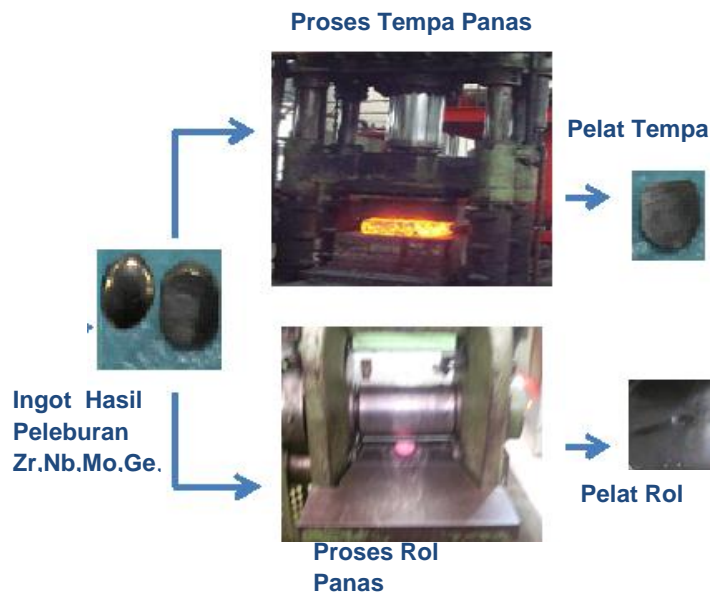 Proses Tempa Panas
Pelat Tempa
Ingot Hasil
Peleburan
Zr,Nb,Mo,Ge.
Pelat Rol
Proses Rol
Panas